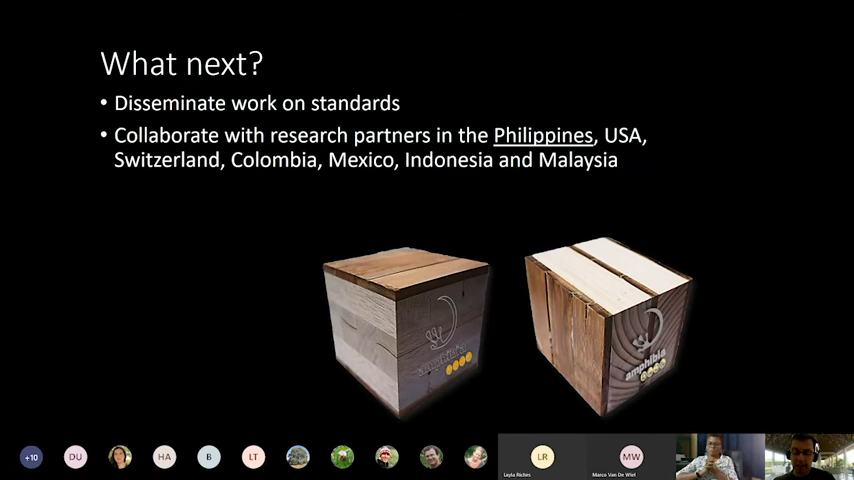 What next?
• Disseminate work on standards
• Collaborate with research partners in the Philippines, USA,
Switzerland, Colombia, Mexico, Indonesia and Malaysia
amphibia
amphibia
+10
DU
HA
B
LT
LR
MW
Layla Riches
Marco Van De Wiet